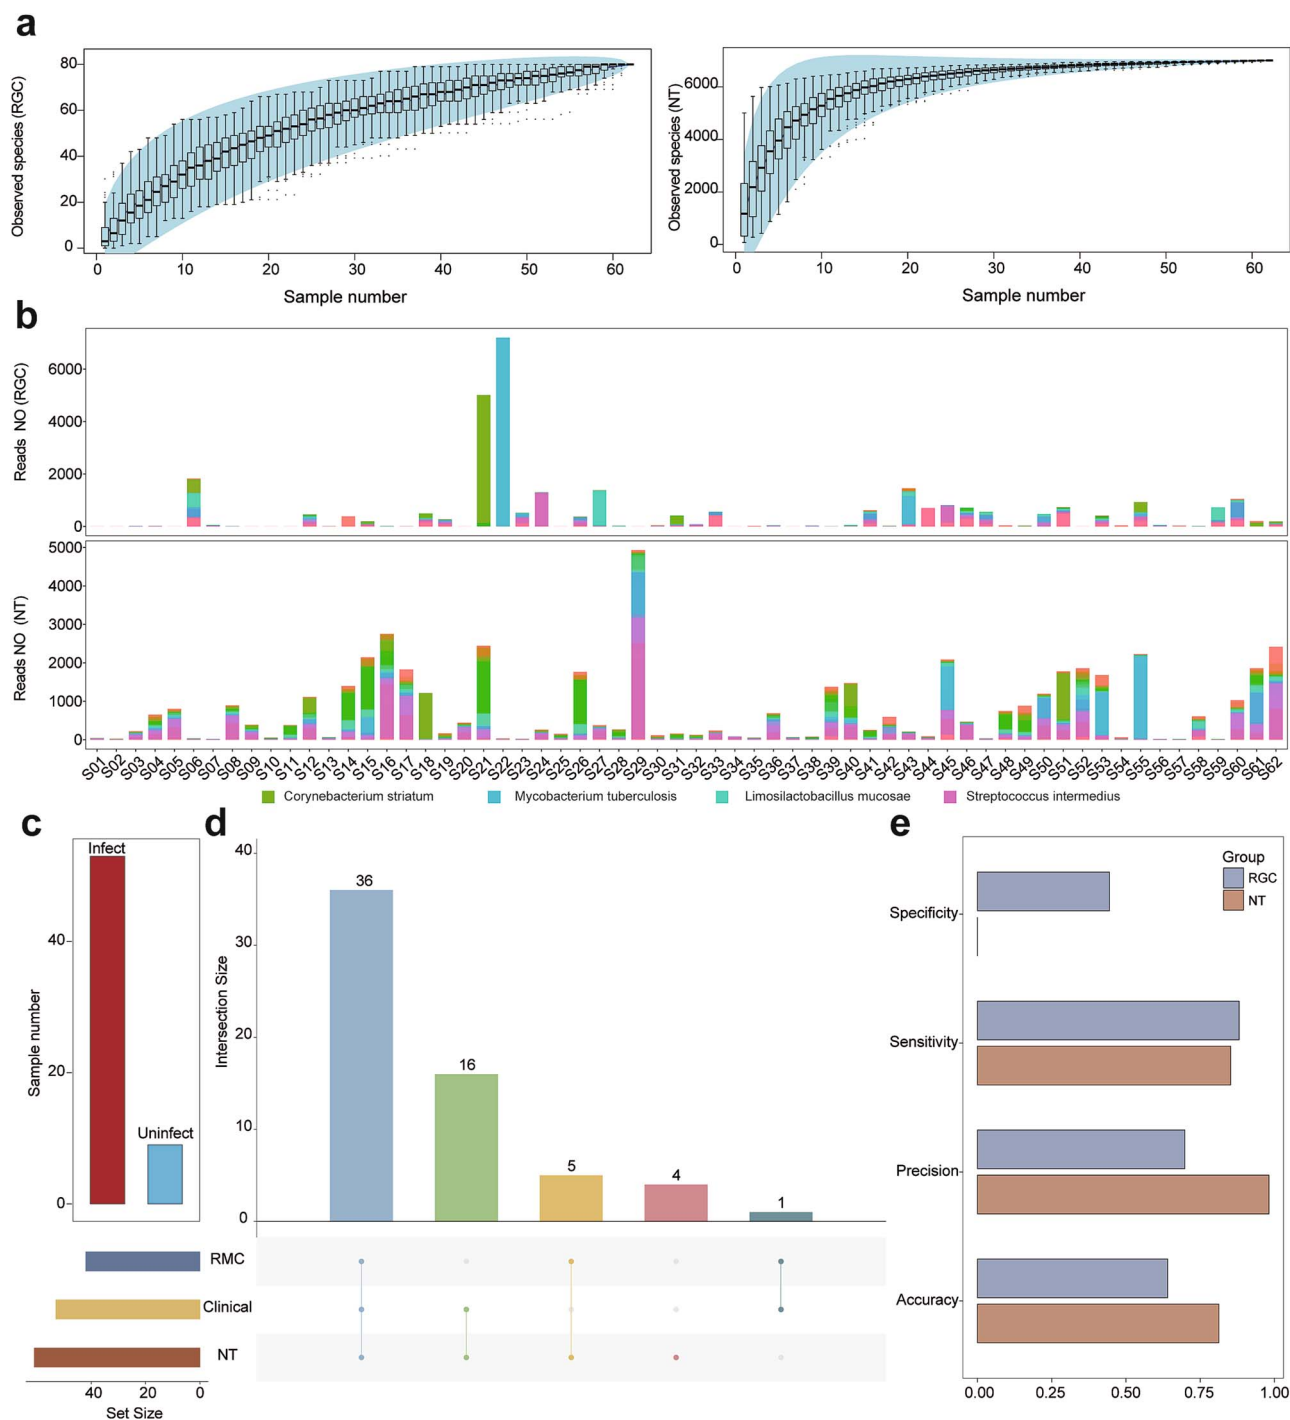 a
Observed species (RGC)
80
60
40
20
0
0 10 20 30 40 50 60
Sample number
Observed species (NT)
6000
4000
2000
0
0 10 20 30 40 50 60
Sample number
b
Reads NO (RGC)
6000
4000
2000
0
Reads NO (NT)
5000
4000
3000
2000
1000
0
S01 S02 S03 S04 S05 S06 S07 S08 S09 S10 S11 S12 S13 S14 S15 S16 S17 S18 S19 S20 S21 S22 S23 S24 S25 S26 S27 S28 S29 S30 S31 S32 S33 S34 S35 S36 S37 S38 S39 S40 S41 S42 S43 S44 S45 S46 S47 S48 S49 S50 S51 S52 S53 S54 S55 S56 S57 S58 S59 S60 S61 S62
Corynebacterium striatum Mycobacterium tuberculosis Limosilactobacillus mucosae Streptococcus intermedius
c
Sample number
40
20
0
Infect
Uninfect
d
Intersection Size
40
30
20
10
0
36
16
5
4
1
RMC
Clinical
NT
40 20 0
Set Size
e
Group
RGC
NT
Specificity
Sensitivity
Precision
Accuracy
0.00 0.25 0.50 0.75 1.00